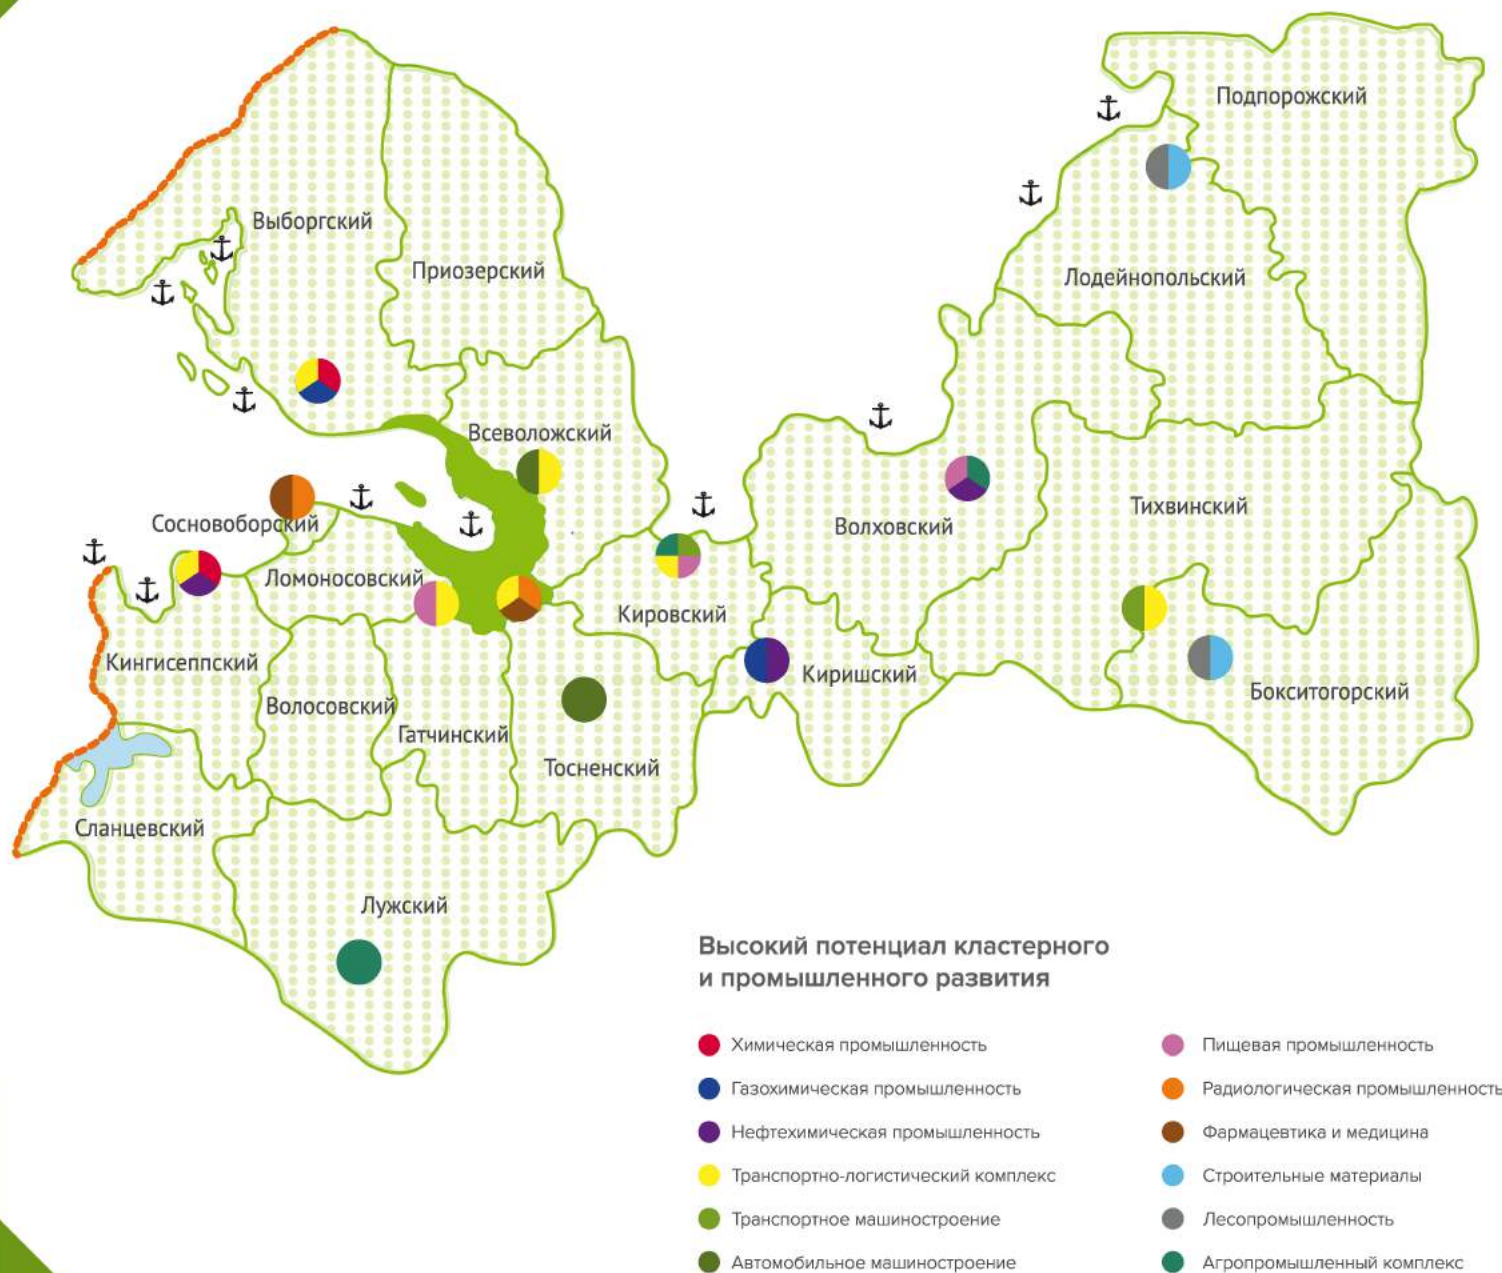 Подпорожский
Выборгский
Приозерский
Лодейнопольский
Всеволожский
Тихвинский
Сосновоборский
Волховский
Ломоносовский
Кировский
Кингисеппский
Киришский
Бокситогорский
Волосовский
Гатчинский
Тосненский
Сланцевский
Лужский
Высокий потенциал кластерного
и промышленного развития
Химическая промышленность
Газохимическая промышленность
Нефтехимическая промышленность
Транспортно-логистический комплекс
Транспортное машиностроение
Автомобильное машиностроение
Пищевая промышленность
Радиологическая промышленность
Фармацевтика и медицина
Строительные материалы
Лесопромышленность
Агропромышленный комплекс